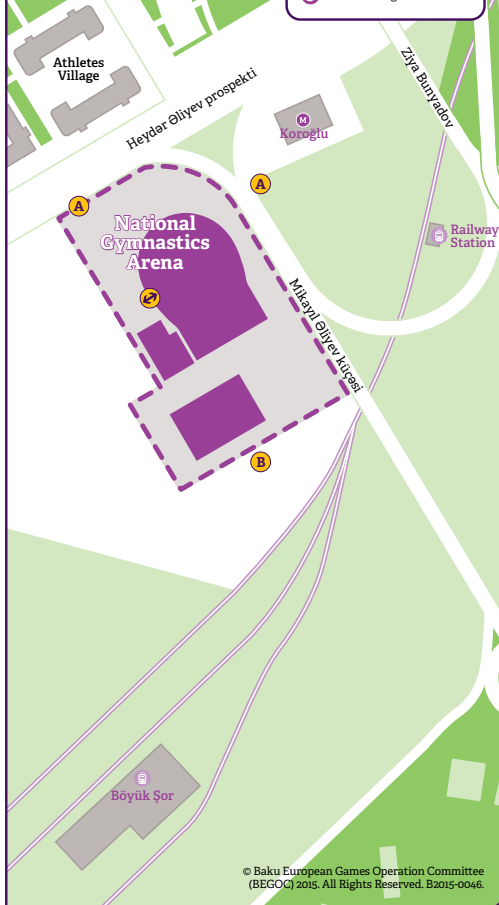 Athletes
Village
Heydər Əliyev prospekti
Ziya Bunyadov
M
Koroğlu
A
A
National
Gymnastics
Arena
Railway
Station
Mikayıl Əliyev küçəsi
B
Böyük Şor
© Baku European Games Operation Committee
(BEGOC) 2015. All Rights Reserved. B2015-0046.